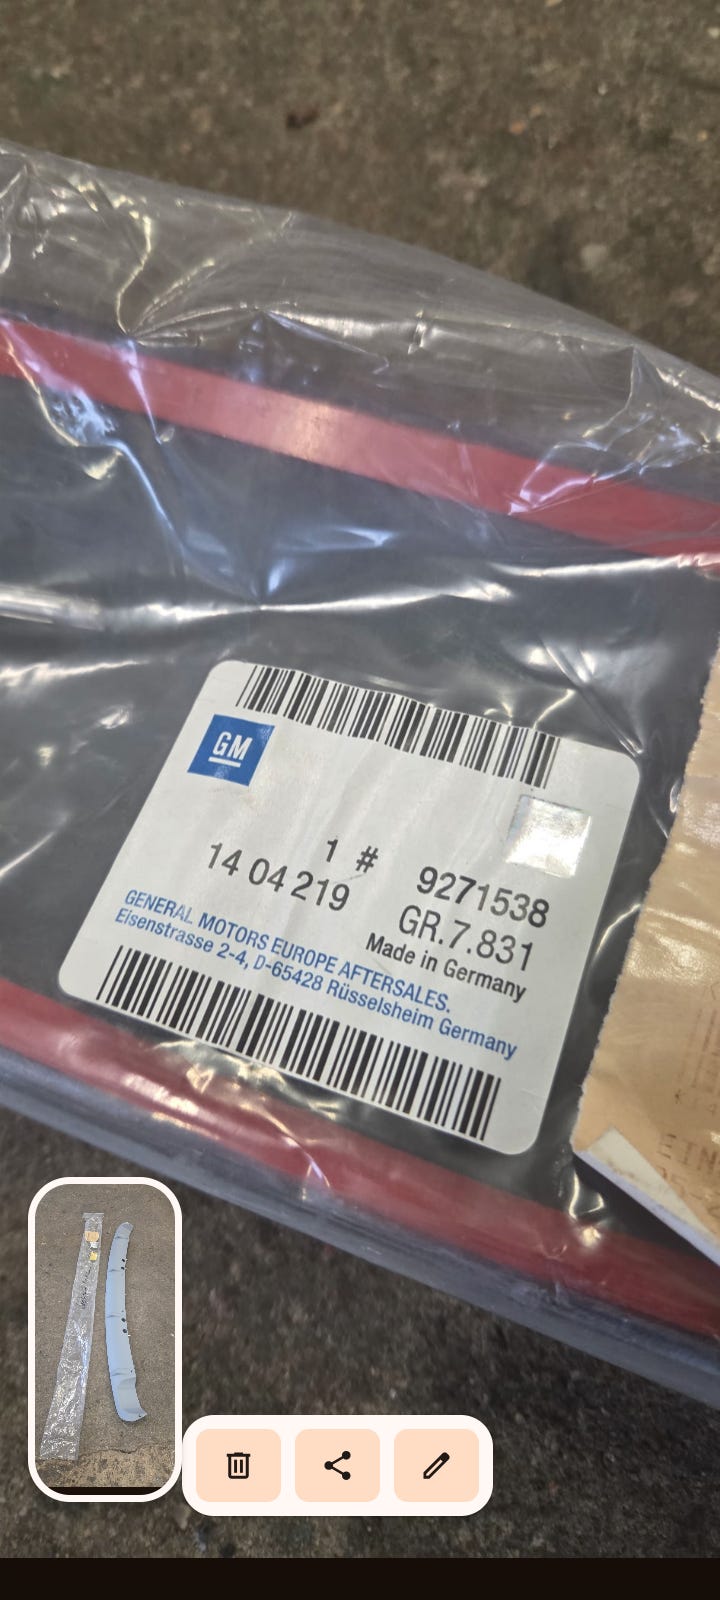 GM
1 # 9271538
14 04 219 GR.7.831
Made in Germany
GENERAL MOTORS EUROPE AFTERSALES.
Eisenstrasse 2-4, D-65428 Rüsselsheim Germany